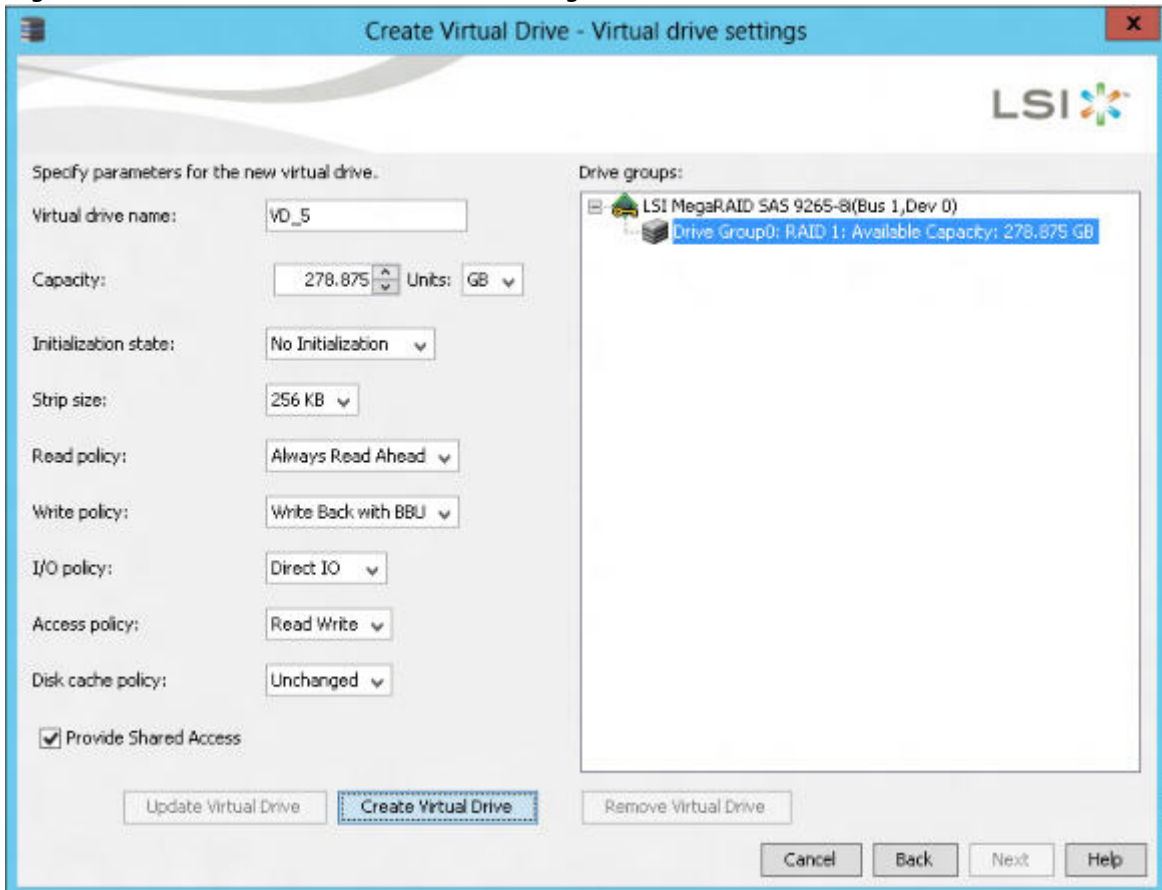 Create Virtual Drive - Virtual drive settings
X
LSI
Specify parameters for the new virtual drive.
Virtual drive name: VD_5
Capacity: 278.875 Units: GB
Initialization state: No Initialization
Strip size: 256 KB
Read policy: Always Read Ahead
Write policy: Write Back with BBU
I/O policy: Direct IO
Access policy: Read Write
Disk cache policy: Unchanged
Provide Shared Access
Drive groups:
LSI MegaRAID SAS 9265-8i(Bus 1,Dev 0)
Drive Group0: RAID 1: Available Capacity: 278.875 GB
Update Virtual Drive Create Virtual Drive Remove Virtual Drive
Cancel Back Next Help